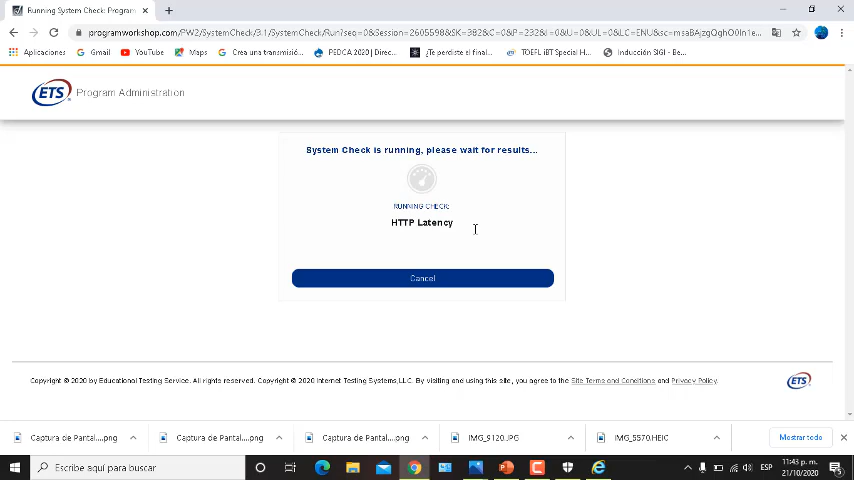 Running System Check: Program
programworkshop.com/PW2/SystemCheck/3.1/SystemCheck/Run?seq=0&Session=2605598&SK=382&C=0&P=232&I=0&U=0&UL=0&LC=ENU&sc=
Aplicaciones Gmail YouTube Maps Crea una transmisió... PEDCA 2020 | Direc... ¿Te perdiste el final... TOEFL iBT Special H... Inducción SIGI - Be...
ETS Program Administration
System Check is running, please wait for results...
RUNNING CHECK:
HTTP Latency
Cancel
Copyright © 2020 by Educational Testing Service. All rights reserved. Copyright © 2020 Internet Testing Systems,LLC. By visiting and using this site, you agree to the Site Terms and Conditions and Privacy Policy.
ETS
Captura de Pantal....png Captura de Pantal....png Captura de Pantal....png IMG_9120.JPG IMG_5570.HEIC Mostrar todo
Escribe aquí para buscar
ESP
11:43 p. m.
21/10/2020